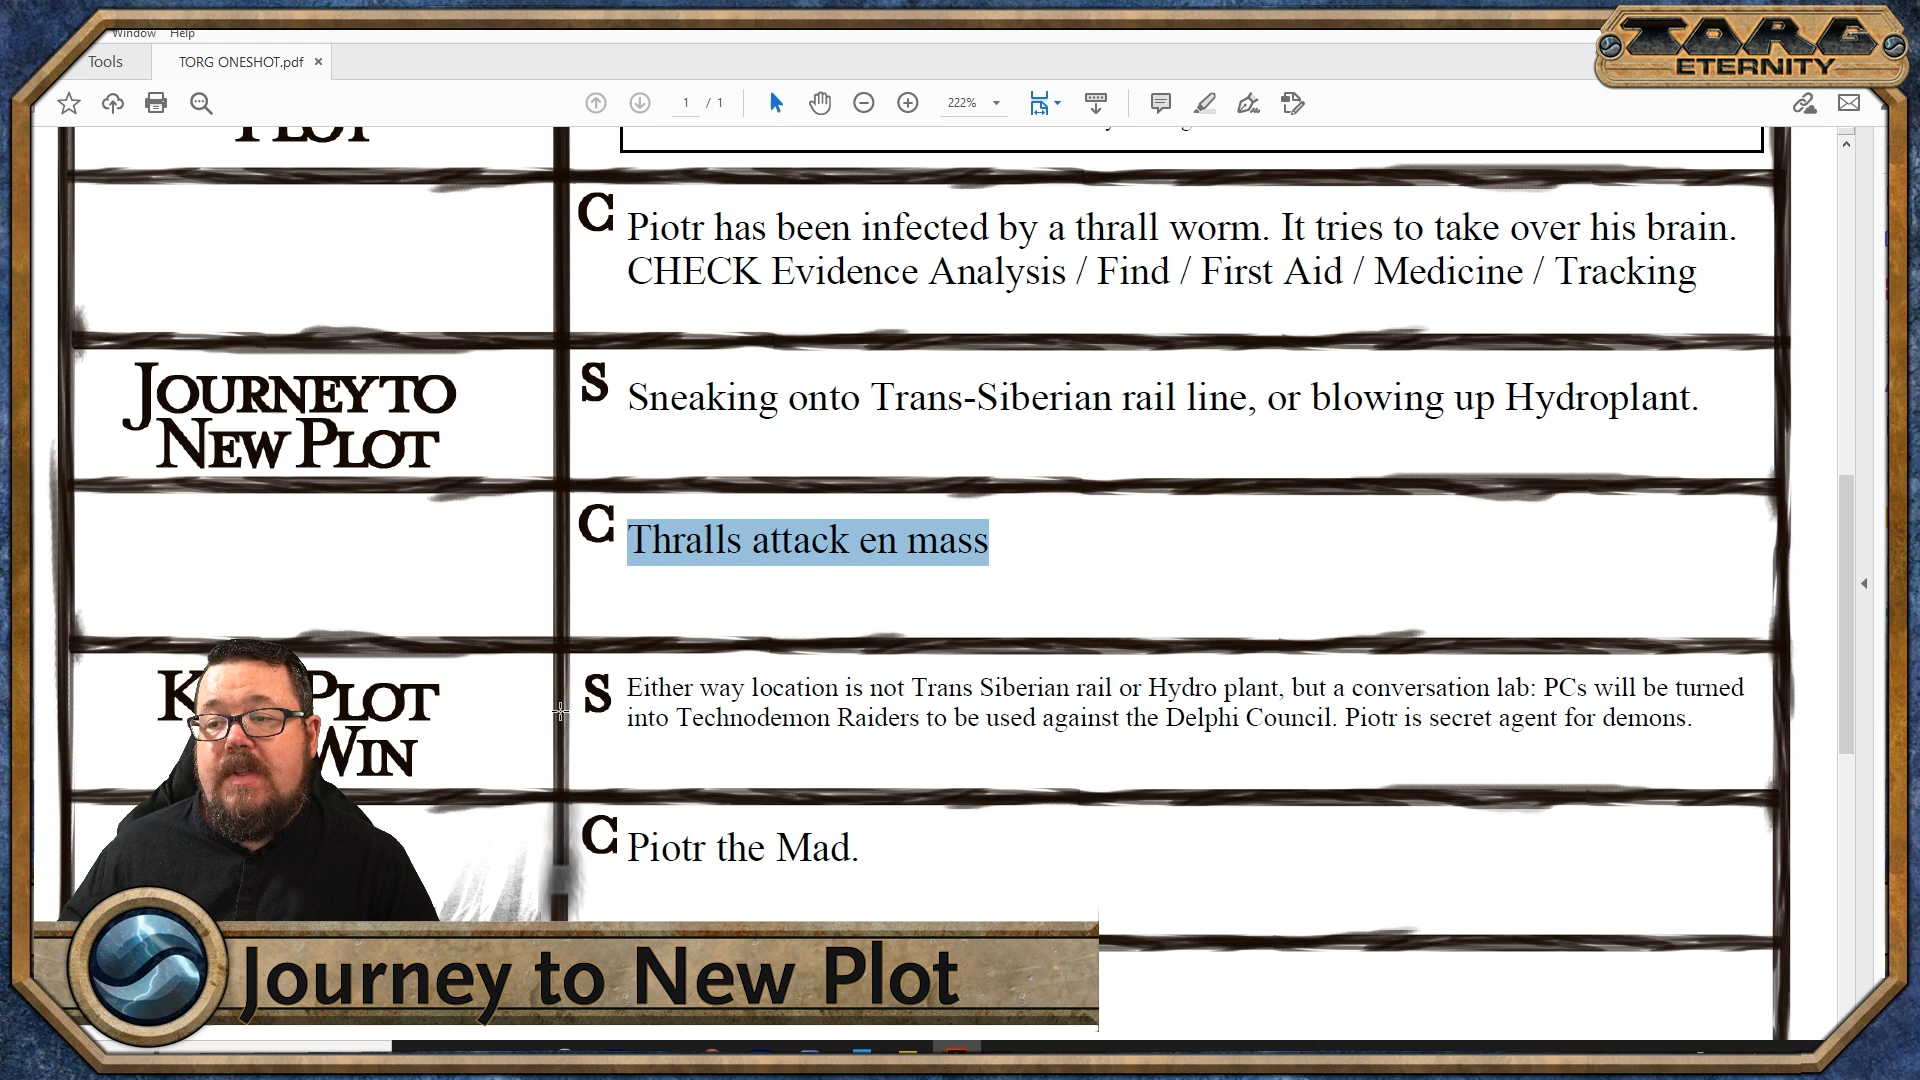 TORG
ETERNITY
Window Help
Tools TORG ONESHOT.pdf
1 / 1 222%
PLOT
C Piotr has been infected by a thrall worm. It tries to take over his brain.
CHECK Evidence Analysis / Find / First Aid / Medicine / Tracking
JOURNEY TO
NEW PLOT
S Sneaking onto Trans-Siberian rail line, or blowing up Hydroplant.
C Thralls attack en mass
PLOT
WIN
S Either way location is not Trans Siberian rail or Hydro plant, but a conversation lab: PCs will be turned
into Technodemon Raiders to be used against the Delphi Council. Piotr is secret agent for demons.
C Piotr the Mad.
Journey to New Plot